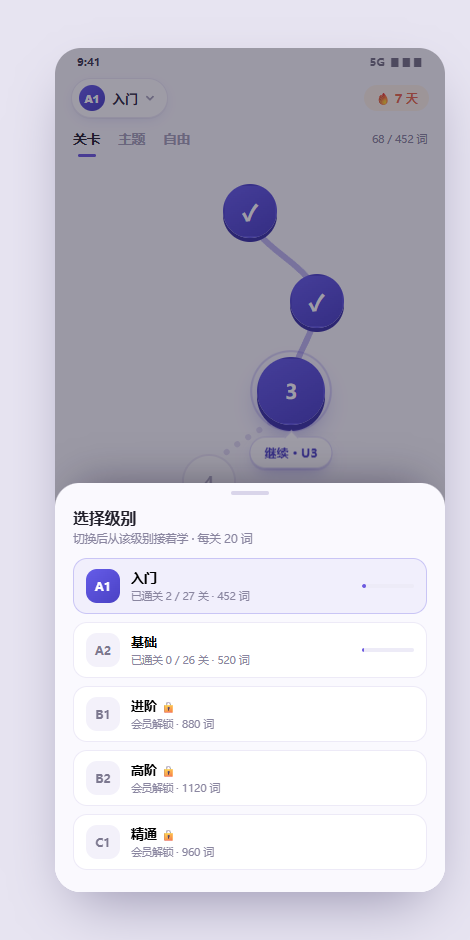 9:41
5G
A1 入门
7 天
关卡 主题 自由
68 / 452 词
3
继续 · U3
4
选择级别
切换后从该级别接着学 · 每关 20 词
A1
入门
已通关 2 / 27 关 · 452 词
A2
基础
已通关 0 / 26 关 · 520 词
B1
进阶
会员解锁 · 880 词
B2
高阶
会员解锁 · 1120 词
C1
精通
会员解锁 · 960 词